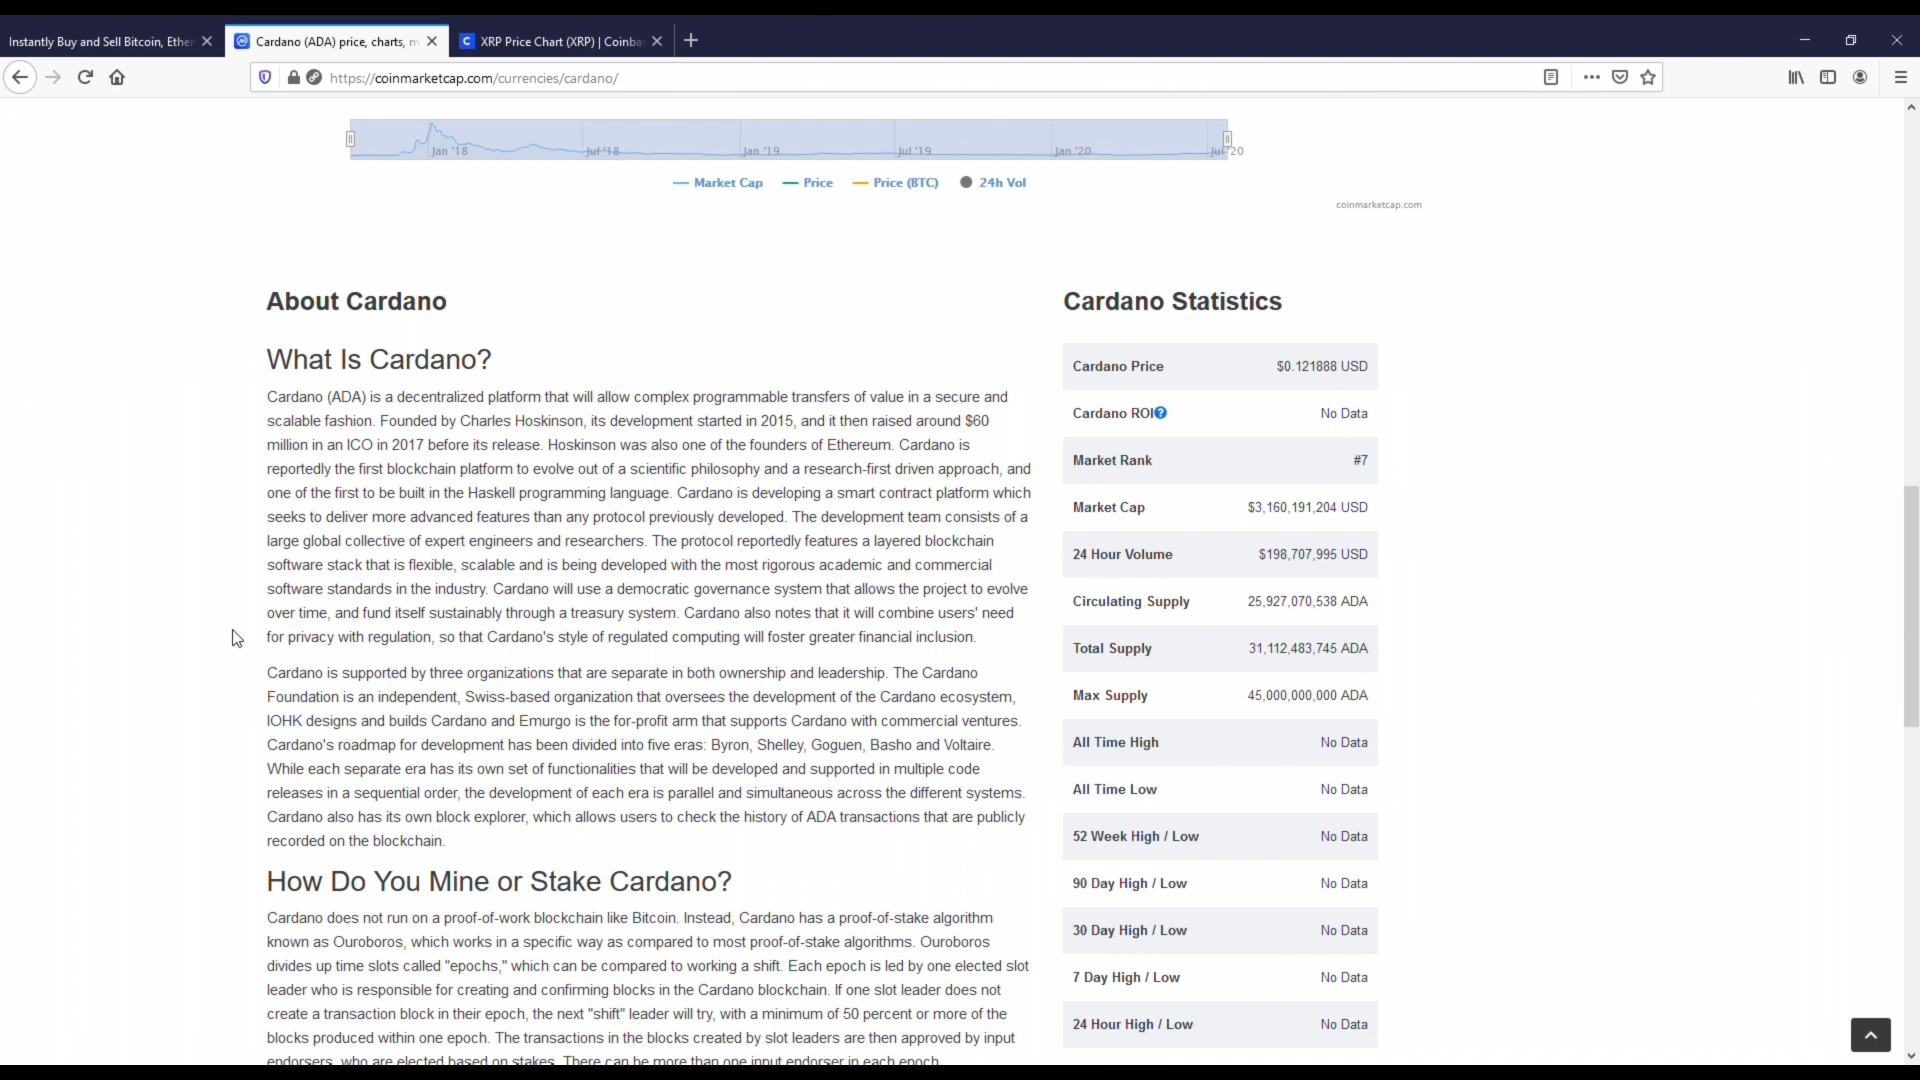 Instantly Buy and Sell Bitcoin, Ether
Cardano (ADA) price, charts, m
XRP Price Chart (XRP) | Coinba
https://coinmarketcap.com/currencies/cardano/
Jan '18
Jul '18
Jan '19
Jul '19
Jan '20
Jul '20
Market Cap
Price
Price (BTC)
24h Vol
coinmarketcap.com
About Cardano
What Is Cardano?
Cardano (ADA) is a decentralized platform that will allow complex programmable transfers of value in a secure and
scalable fashion. Founded by Charles Hoskinson, its development started in 2015, and it then raised around $60
million in an ICO in 2017 before its release. Hoskinson was also one of the founders of Ethereum. Cardano is
reportedly the first blockchain platform to evolve out of a scientific philosophy and a research-first driven approach, and
one of the first to be built in the Haskell programming language. Cardano is developing a smart contract platform which
seeks to deliver more advanced features than any protocol previously developed. The development team consists of a
large global collective of expert engineers and researchers. The protocol reportedly features a layered blockchain
software stack that is flexible, scalable and is being developed with the most rigorous academic and commercial
software standards in the industry. Cardano will use a democratic governance system that allows the project to evolve
over time, and fund itself sustainably through a treasury system. Cardano also notes that it will combine users' need
for privacy with regulation, so that Cardano's style of regulated computing will foster greater financial inclusion.
Cardano is supported by three organizations that are separate in both ownership and leadership. The Cardano
Foundation is an independent, Swiss-based organization that oversees the development of the Cardano ecosystem,
IOHK designs and builds Cardano and Emurgo is the for-profit arm that supports Cardano with commercial ventures.
Cardano's roadmap for development has been divided into five eras: Byron, Shelley, Goguen, Basho and Voltaire.
While each separate era has its own set of functionalities that will be developed and supported in multiple code
releases in a sequential order, the development of each era is parallel and simultaneous across the different systems.
Cardano also has its own block explorer, which allows users to check the history of ADA transactions that are publicly
recorded on the blockchain.
How Do You Mine or Stake Cardano?
Cardano does not run on a proof-of-work blockchain like Bitcoin. Instead, Cardano has a proof-of-stake algorithm
known as Ouroboros, which works in a specific way as compared to most proof-of-stake algorithms. Ouroboros
divides up time slots called "epochs," which can be compared to working a shift. Each epoch is led by one elected slot
leader who is responsible for creating and confirming blocks in the Cardano blockchain. If one slot leader does not
create a transaction block in their epoch, the next "shift" leader will try, with a minimum of 50 percent or more of the
blocks produced within one epoch. The transactions in the blocks created by slot leaders are then approved by input
endorsers, who are elected based on stakes. There can be more than one input endorser in each epoch.
Cardano Statistics
Cardano Price $0.121888 USD
Cardano ROI No Data
Market Rank #7
Market Cap $3,160,191,204 USD
24 Hour Volume $198,707,995 USD
Circulating Supply 25,927,070,538 ADA
Total Supply 31,112,483,745 ADA
Max Supply 45,000,000,000 ADA
All Time High No Data
All Time Low No Data
52 Week High / Low No Data
90 Day High / Low No Data
30 Day High / Low No Data
7 Day High / Low No Data
24 Hour High / Low No Data